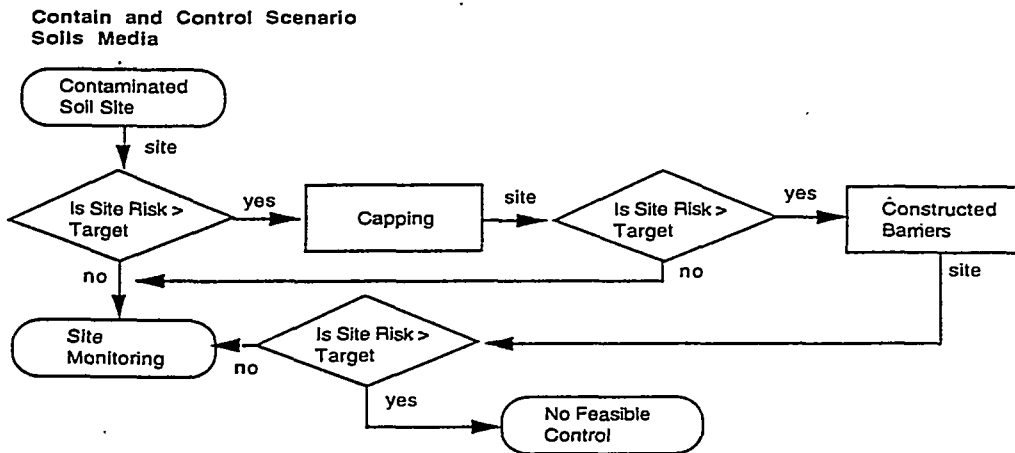 Contain and Control Scenario
Soils Media
Contaminated
Soil Site
site
Is Site Risk >
Target
yes
Capping
site
Is Site Risk >
Target
yes
Constructed
Barriers
no
no
site
Site
Monitoring
no
Is Site Risk >
Target
yes
No Feasible
Control